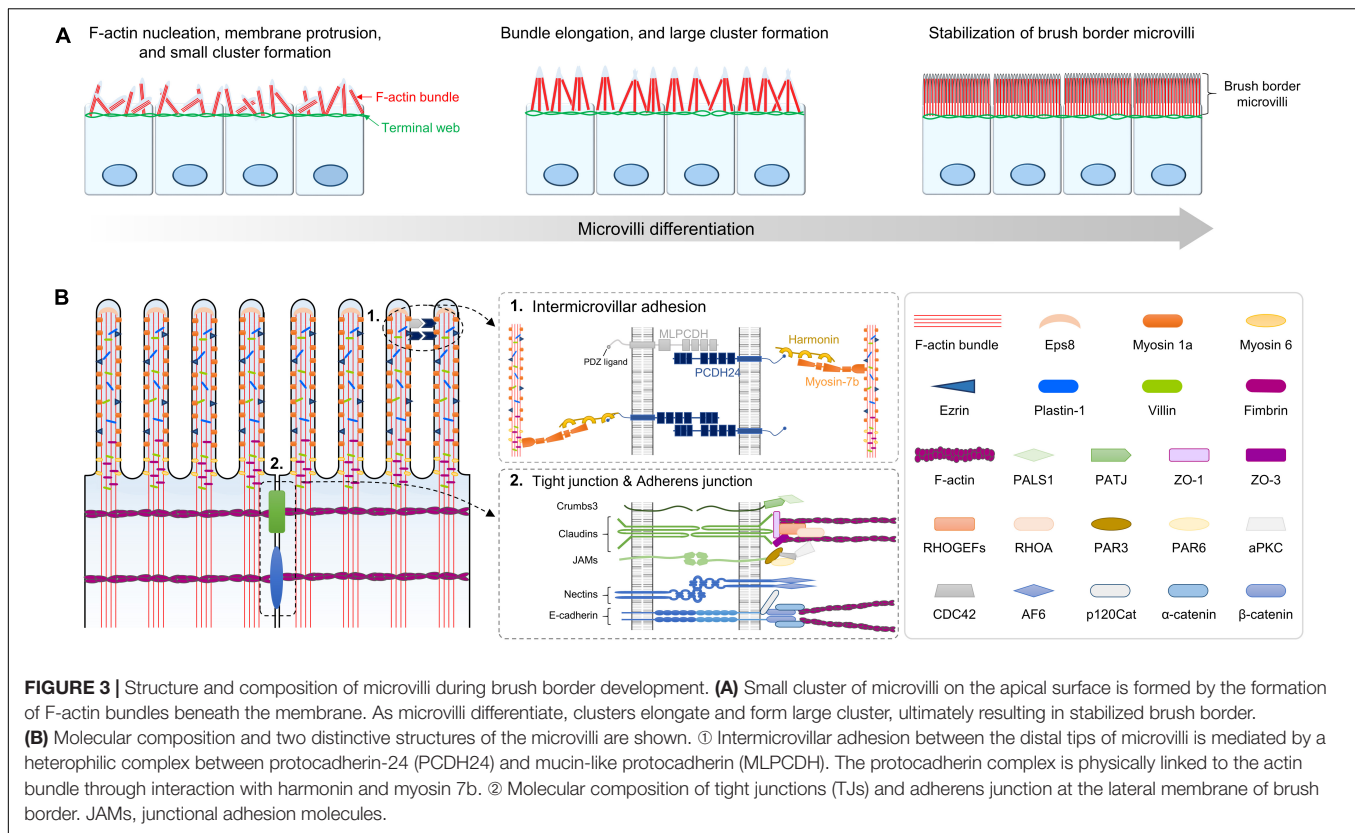 A
F-actin nucleation, membrane protrusion,
and small cluster formation
Bundle elongation, and large cluster formation
Stabilization of brush border microvilli
F-actin bundle
Terminal web
Brush border
microvilli
Microvilli differentiation
B
1.
2.
1. Intermicrovillar adhesion
MLPCDH
PDZ ligand
PCDH24
Harmonin
Myosin-7b
2. Tight junction & Adherens junction
Crumbs3
Claudins
JAMs
Nectins
E-cadherin
F-actin bundle Eps8 Myosin 1a Myosin 6
Ezrin Plastin-1 Villin Fimbrin
F-actin PALS1 PATJ ZO-1 ZO-3
RHOGEFs RHOA PAR3 PAR6 aPKC
CDC42 AF6 p120Cat α-catenin β-catenin
FIGURE 3 | Structure and composition of microvilli during brush border development. (A) Small cluster of microvilli on the apical surface is formed by the formation
of F-actin bundles beneath the membrane. As microvilli differentiate, clusters elongate and form large cluster, ultimately resulting in stabilized brush border.
(B) Molecular composition and two distinctive structures of the microvilli are shown. ① Intermicrovillar adhesion between the distal tips of microvilli is mediated by a
heterophilic complex between protocadherin-24 (PCDH24) and mucin-like protocadherin (MLPCDH). The protocadherin complex is physically linked to the actin
bundle through interaction with harmonin and myosin 7b. ② Molecular composition of tight junctions (TJs) and adherens junction at the lateral membrane of brush
border. JAMs, junctional adhesion molecules.